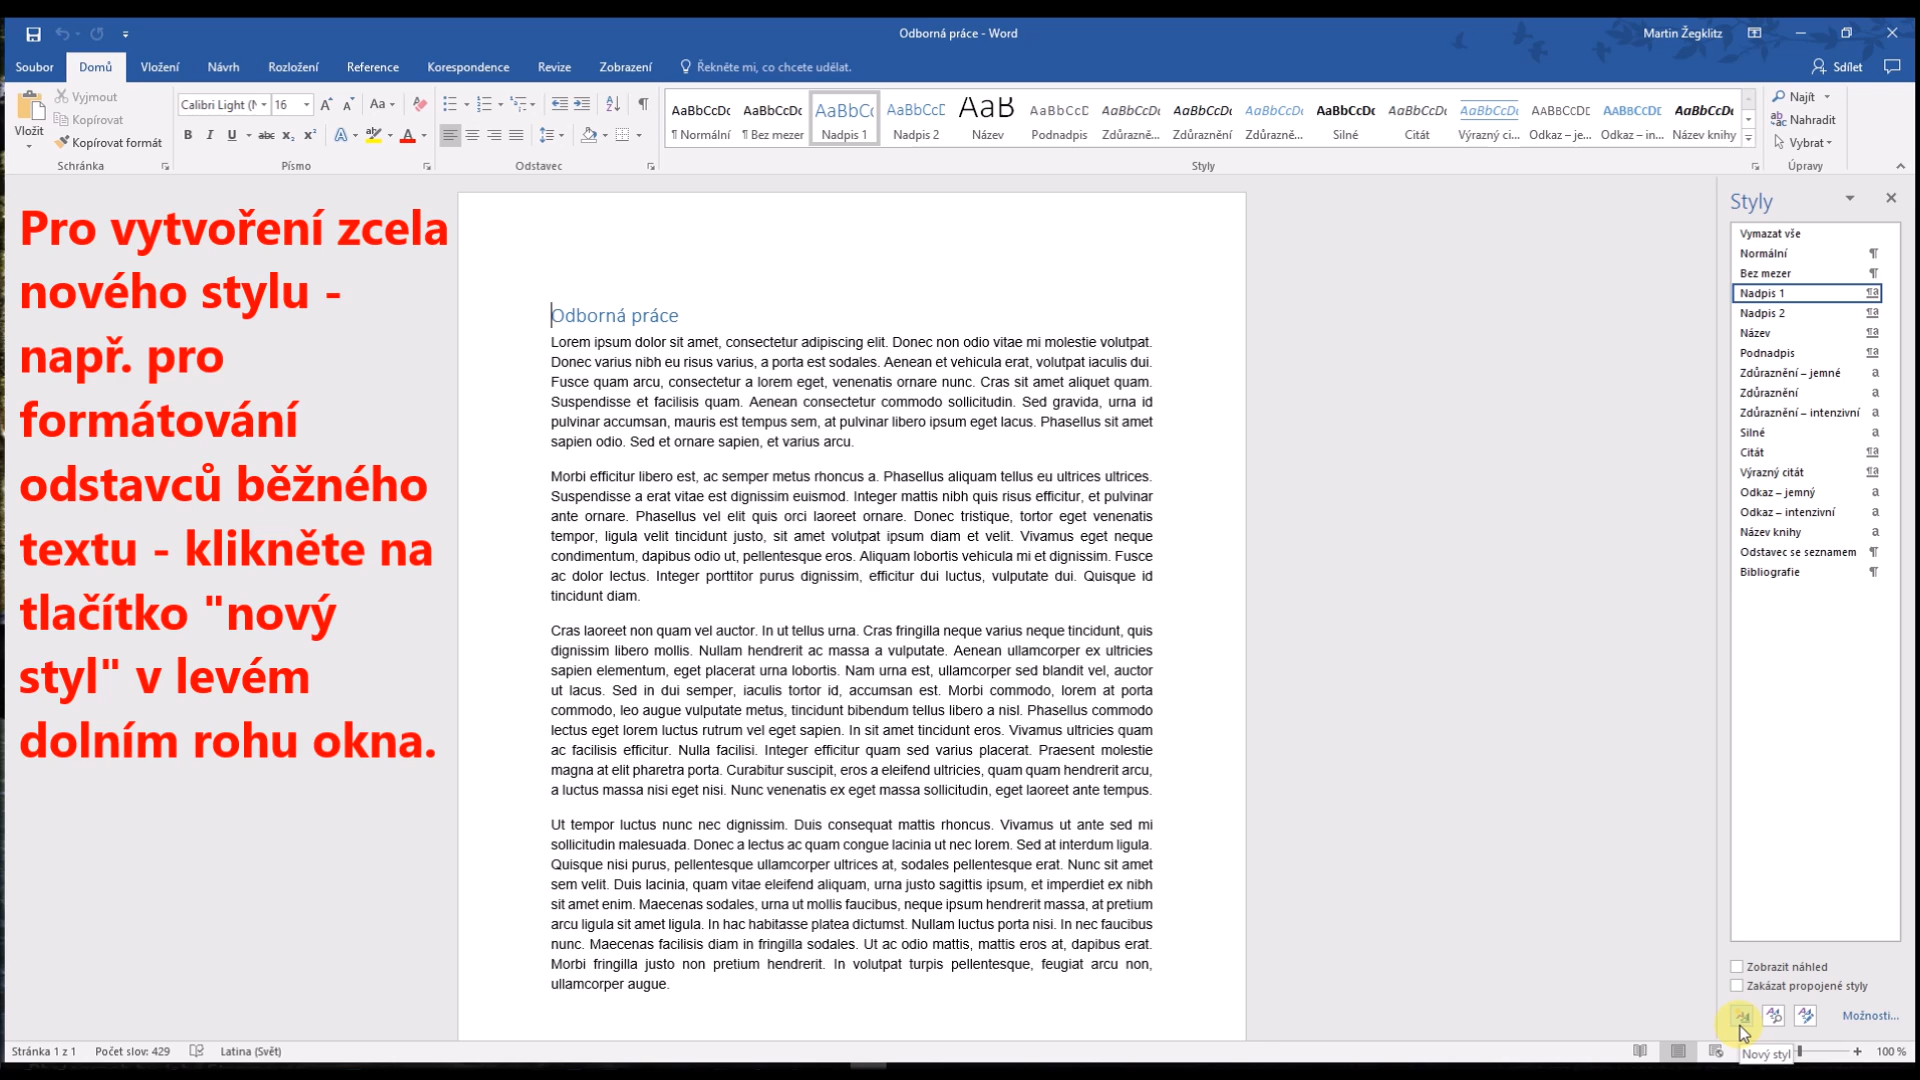 Odborná práce - Word
Martin Žegklitz
Soubor
Domů
Vložení
Návrh
Rozložení
Reference
Korespondence
Revize
Zobrazení
Řekněte mi, co chcete udělat.
Sdílet
Vložit
Vyjmout
Kopírovat
Kopírovat formát
Schránka
Calibri Light (N
16
Písmo
Odstavec
AaBbCcDc
AaBbCcDc
AaBbC(
AaBbCcD
AaB
AaBbCcD
AaBbCcDc
AaBbCcDc
AaBbCcDc
AaBbCcDc
AaBbCcDc
AaBbCcDc
AABBCCDE
AABBCCDE
AaBbCcDc
¶ Normální
¶ Bez mezer
Nadpis 1
Nadpis 2
Název
Podnadpis
Zdůrazně...
Zdůraznění
Zdůrazně...
Silné
Citát
Výrazný ci...
Odkaz – je...
Odkaz – in...
Název knihy
Styly
Najít
Nahradit
Vybrat
Úpravy
Pro vytvoření zcela
nového stylu -
např. pro
formátování
odstavců běžného
textu - klikněte na
tlačítko "nový
styl" v levém
dolním rohu okna.
Odborná práce
Lorem ipsum dolor sit amet, consectetur adipiscing elit. Donec non odio vitae mi molestie volutpat.
Donec varius nibh eu risus varius, a porta est sodales. Aenean et vehicula erat, volutpat iaculis dui.
Fusce quam arcu, consectetur a lorem eget, venenatis ornare nunc. Cras sit amet aliquet quam.
Suspendisse et facilisis quam. Aenean consectetur commodo sollicitudin. Sed gravida, urna id
pulvinar accumsan, mauris est tempus sem, at pulvinar libero ipsum eget lacus. Phasellus sit amet
sapien odio. Sed et ornare sapien, et varius arcu.
Morbi efficitur libero est, ac semper metus rhoncus a. Phasellus aliquam tellus eu ultrices ultrices.
Suspendisse a erat vitae est dignissim euismod. Integer mattis nibh quis risus efficitur, et pulvinar
ante ornare. Phasellus vel elit quis orci laoreet ornare. Donec tristique, tortor eget venenatis
tempor, ligula velit tincidunt justo, sit amet volutpat ipsum diam et velit. Vivamus eget neque
condimentum, dapibus odio ut, pellentesque eros. Aliquam lobortis vehicula mi et dignissim. Fusce
ac dolor lectus. Integer porttitor purus dignissim, efficitur dui luctus, vulputate dui. Quisque id
tincidunt diam.
Cras laoreet non quam vel auctor. In ut tellus urna. Cras fringilla neque varius neque tincidunt, quis
dignissim libero mollis. Nullam hendrerit ac massa a vulputate. Aenean ullamcorper ex ultricies
sapien elementum, eget placerat urna lobortis. Nam urna est, ullamcorper sed blandit vel, auctor
ut lacus. Sed in dui semper, iaculis tortor id, accumsan est. Morbi commodo, lorem at porta
commodo, leo augue vulputate metus, tincidunt bibendum tellus libero a nisl. Phasellus commodo
lectus eget lorem luctus rutrum vel eget sapien. In sit amet tincidunt eros. Vivamus ultricies quam
ac facilisis efficitur. Nulla facilisi. Integer efficitur quam sed varius placerat. Praesent molestie
magna at elit pharetra porta. Curabitur suscipit, eros a eleifend ultricies, quam quam hendrerit arcu,
a luctus massa nisi eget nisi. Nunc venenatis ex eget massa sollicitudin, eget laoreet ante tempus.
Ut tempor luctus nunc nec dignissim. Duis consequat mattis rhoncus. Vivamus ut ante sed mi
sollicitudin malesuada. Donec a lectus ac quam congue lacinia ut nec lorem. Sed at interdum ligula.
Quisque nisi purus, pellentesque ullamcorper ultrices at, sodales pellentesque erat. Nunc sit amet
sem velit. Duis lacinia, quam vitae eleifend aliquam, urna justo sagittis ipsum, et imperdiet ex nibh
sit amet enim. Maecenas sodales, urna ut mollis faucibus, neque ipsum hendrerit massa, at pretium
arcu ligula sit amet ligula. In hac habitasse platea dictumst. Nullam luctus porta nisi. In nec faucibus
nunc. Maecenas facilisis diam in fringilla sodales. Ut ac odio mattis, mattis eros at, dapibus erat.
Morbi fringilla justo non pretium hendrerit. In volutpat turpis pellentesque, feugiat arcu non,
ullamcorper augue.
Styly
Vymazat vše
Normální ¶
Bez mezer ¶
Nadpis 1 ¶a
Nadpis 2 ¶a
Název ¶a
Podnadpis ¶a
Zdůraznění – jemné a
Zdůraznění a
Zdůraznění – intenzivní a
Silné a
Citát ¶a
Výrazný citát ¶a
Odkaz – jemný a
Odkaz – intenzivní a
Název knihy a
Odstavec se seznamem ¶
Bibliografie ¶
Zobrazit náhled
Zakázat propojené styly
Možnosti...
Nový styl
Stránka 1 z 1
Počet slov: 429
Latina (Svět)
100 %